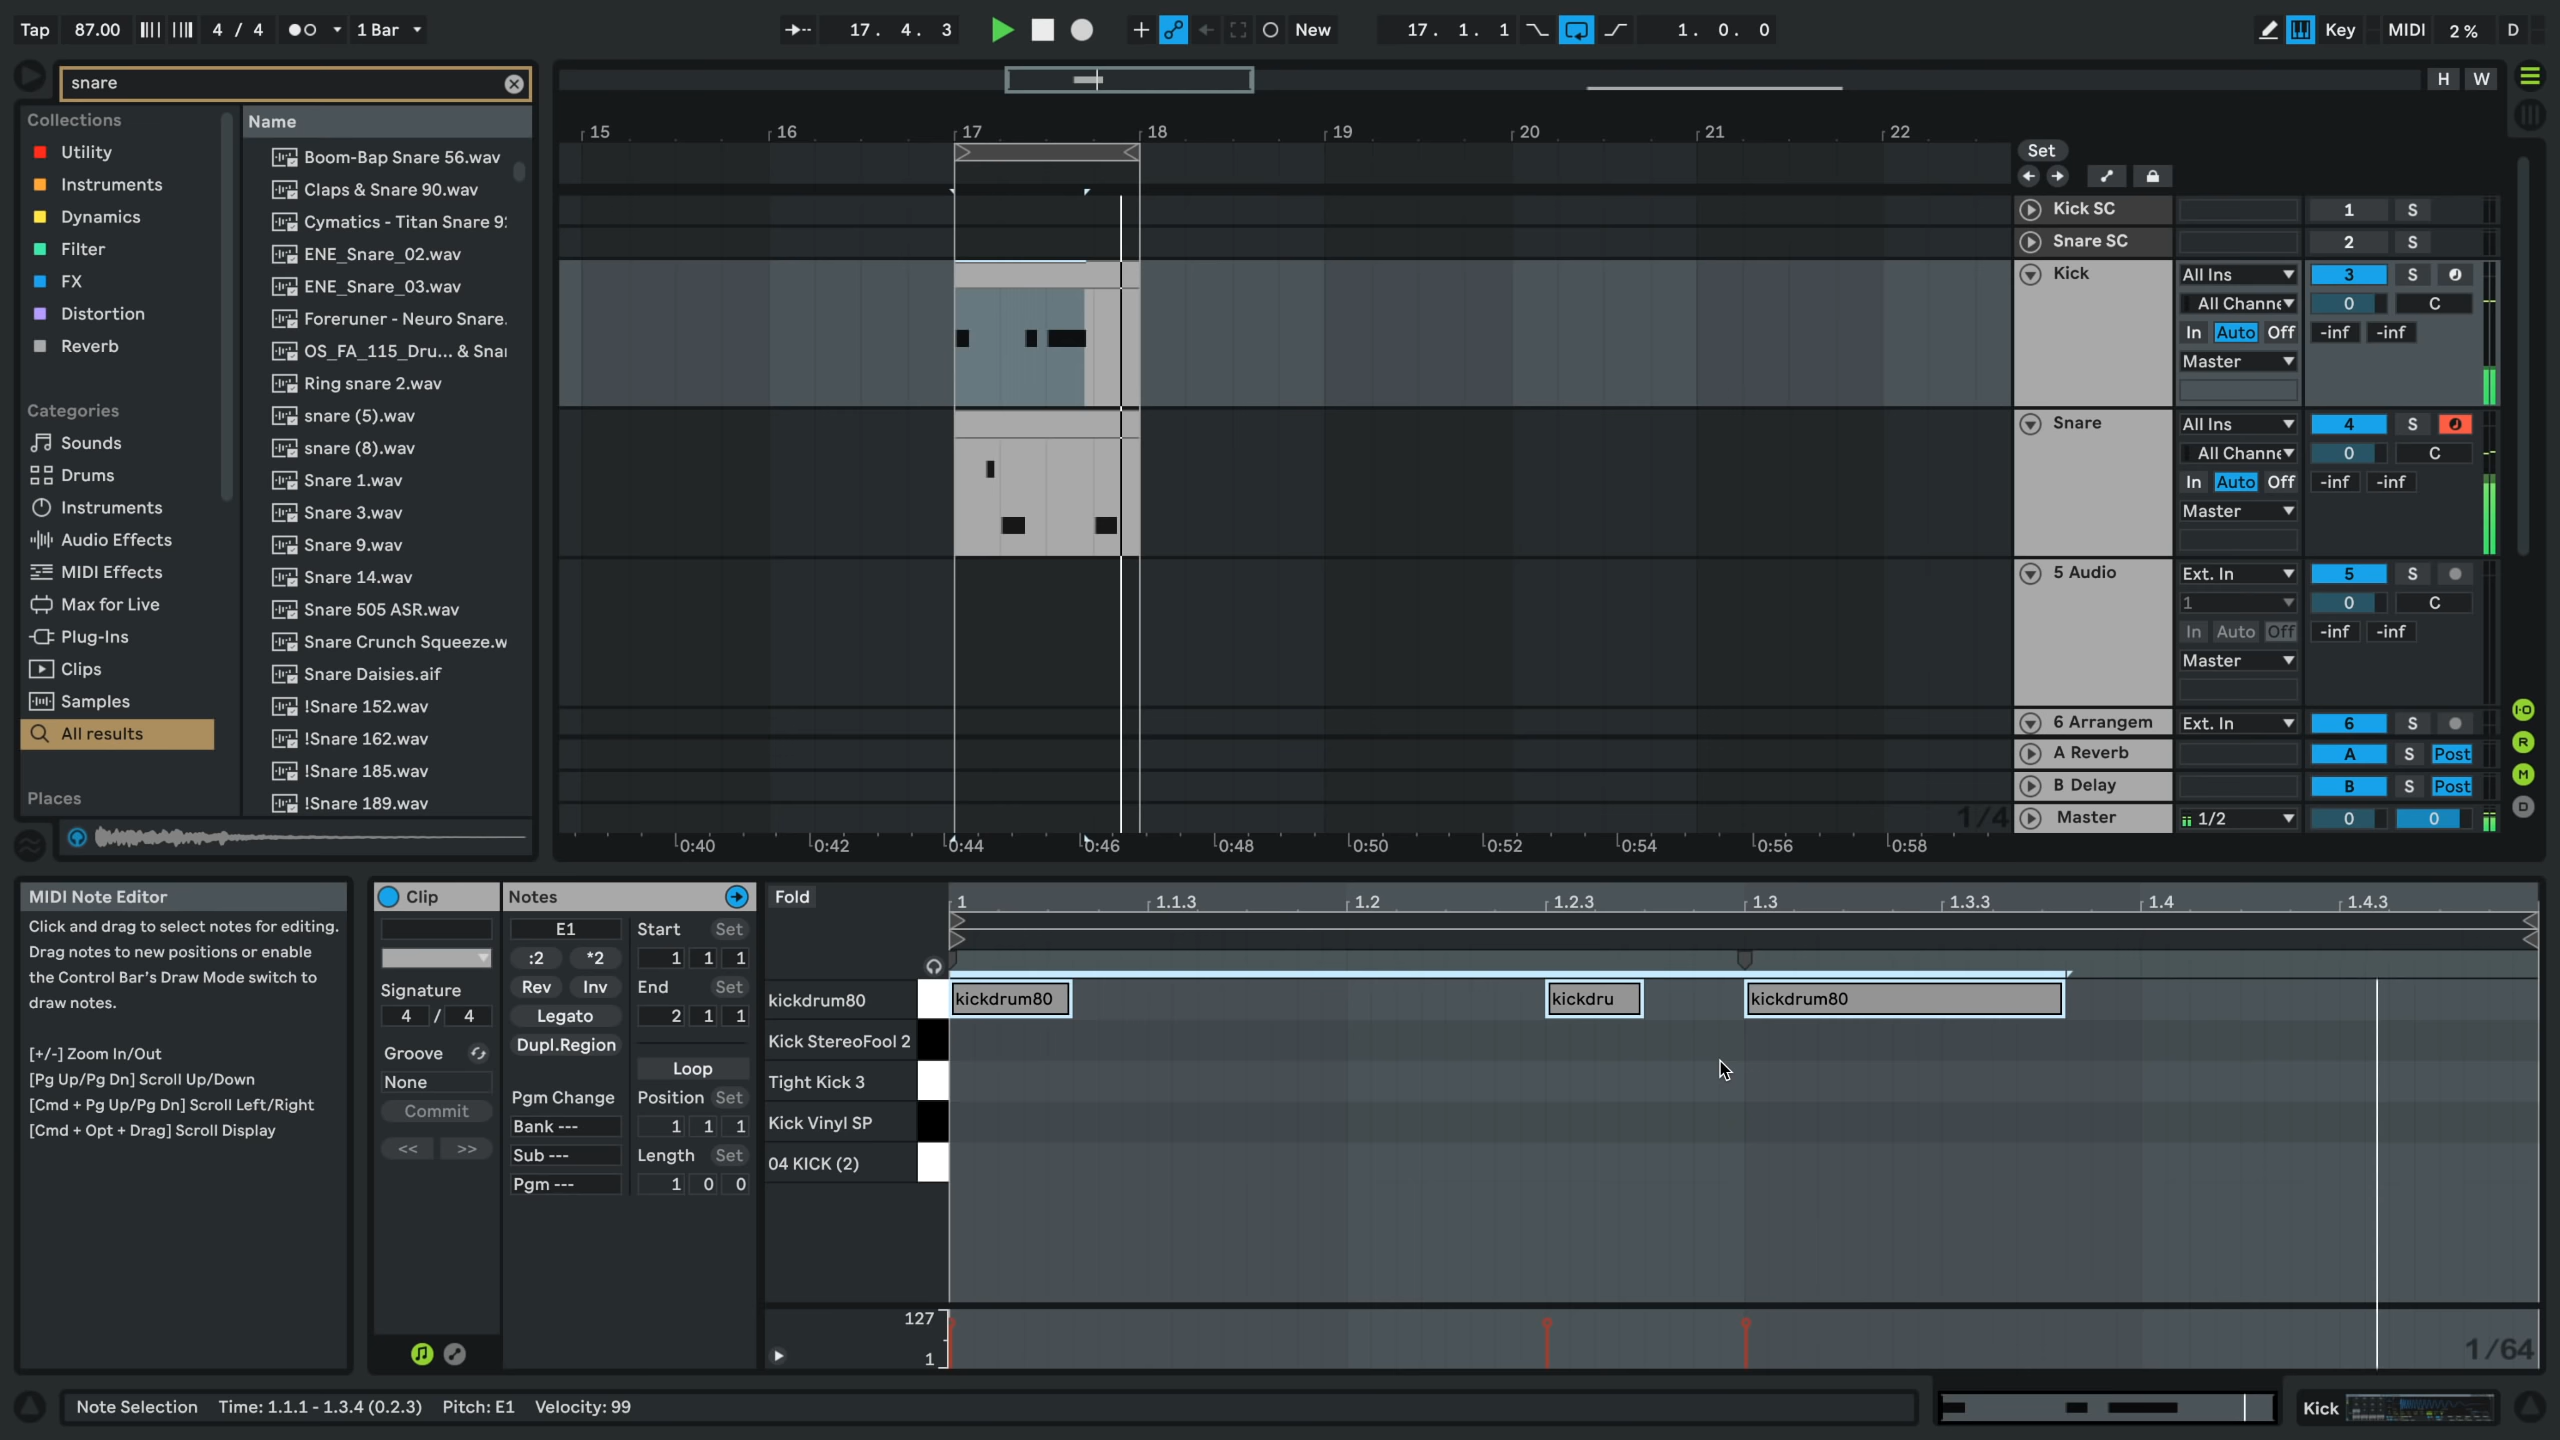 Tap 87.00 4 / 4 1 Bar 17. 4. 3 New 17. 1. 1 1. 0. 0 Key MIDI 2 % D
snare
H W
Collections
Utility
Instruments
Dynamics
Filter
FX
Distortion
Reverb
Categories
Sounds
Drums
Instruments
Audio Effects
MIDI Effects
Max for Live
Plug-Ins
Clips
Samples
All results
Places
Name
Boom-Bap Snare 56.wav
Claps & Snare 90.wav
Cymatics - Titan Snare 9
ENE_Snare_02.wav
ENE_Snare_03.wav
Foreruner - Neuro Snare.
OS_FA_115_Dru... & Snar
Ring snare 2.wav
snare (5).wav
snare (8).wav
Snare 1.wav
Snare 3.wav
Snare 9.wav
Snare 14.wav
Snare 505 ASR.wav
Snare Crunch Squeeze.w
Snare Daisies.aif
!Snare 152.wav
!Snare 162.wav
!Snare 185.wav
!Snare 189.wav
15 16 17 18 19 20 21 22
Set
Kick SC 1 S
Snare SC 2 S
Kick All Ins 3 S
All Channe 0 C
In Auto Off -inf -inf
Master
Snare All Ins 4 S
All Channe 0 C
In Auto Off -inf -inf
Master
5 Audio Ext. In 5 S
1 0 C
In Auto Off -inf -inf
Master
6 Arrangem Ext. In 6 S
A Reverb A S Post
B Delay B S Post
1/4 Master 1/2 0 0
I·O
R
M
D
0:40 0:42 0:44 0:46 0:48 0:50 0:52 0:54 0:56 0:58
MIDI Note Editor
Click and drag to select notes for editing.
Drag notes to new positions or enable
the Control Bar's Draw Mode switch to
draw notes.
[+/-] Zoom In/Out
[Pg Up/Pg Dn] Scroll Up/Down
[Cmd + Pg Up/Pg Dn] Scroll Left/Right
[Cmd + Opt + Drag] Scroll Display
Clip
Signature
4 / 4
Groove
None
Commit
<< >>
Notes
E1 Start Set
:2 *2 1 1 1
Rev Inv End Set
Legato 2 1 1
Dupl.Region
Loop
Pgm Change Position Set
Bank --- 1 1 1
Sub --- Length Set
Pgm --- 1 0 0
Fold 1 1.1.3 1.2 1.2.3 1.3 1.3.3 1.4 1.4.3
kickdrum80 kickdrum80 kickdru kickdrum80
Kick StereoFool 2
Tight Kick 3
Kick Vinyl SP
04 KICK (2)
127
1
1/64
Note Selection Time: 1.1.1 - 1.3.4 (0.2.3) Pitch: E1 Velocity: 99
Kick